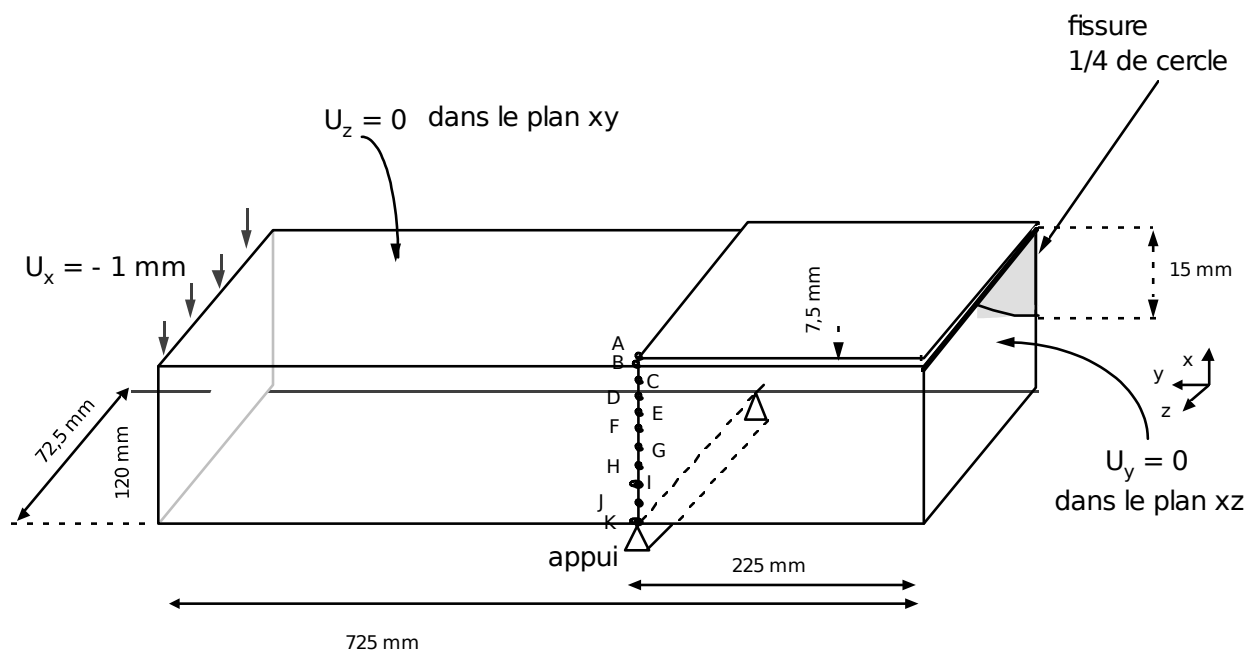 fissure
1/4 de cercle
U_z = 0 dans le plan xy
U_x = - 1 mm
15 mm
7,5 mm
A
B
C
D
E
F
G
H
I
J
K
x
y
z
72,5 mm
120 mm
U_y = 0
dans le plan xz
appui
225 mm
725 mm